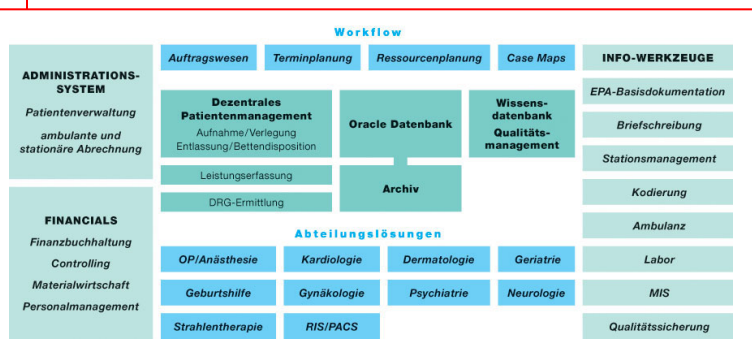 Workflow
ADMINISTRATIONS-
SYSTEM
Patientenverwaltung
ambulante und
stationäre Abrechnung
FINANCIALS
Finanzbuchhaltung
Controlling
Materialwirtschaft
Personalmanagement
Auftragswesen
Terminplanung
Ressourcenplanung
Case Maps
Dezentrales
Patientenmanagement
Aufnahme/Verlegung
Entlassung/Bettendisposition
Leistungserfassung
DRG-Ermittlung
Oracle Datenbank
Archiv
Wissens-
datenbank
Qualitäts-
management
Abteilungslösungen
OP/Anästhesie
Kardiologie
Dermatologie
Geriatrie
Geburtshilfe
Gynäkologie
Psychiatrie
Neurologie
Strahlentherapie
RIS/PACS
INFO-WERKZEUGE
EPA-Basisdokumentation
Briefschreibung
Stationsmanagement
Kodierung
Ambulanz
Labor
MIS
Qualitätssicherung